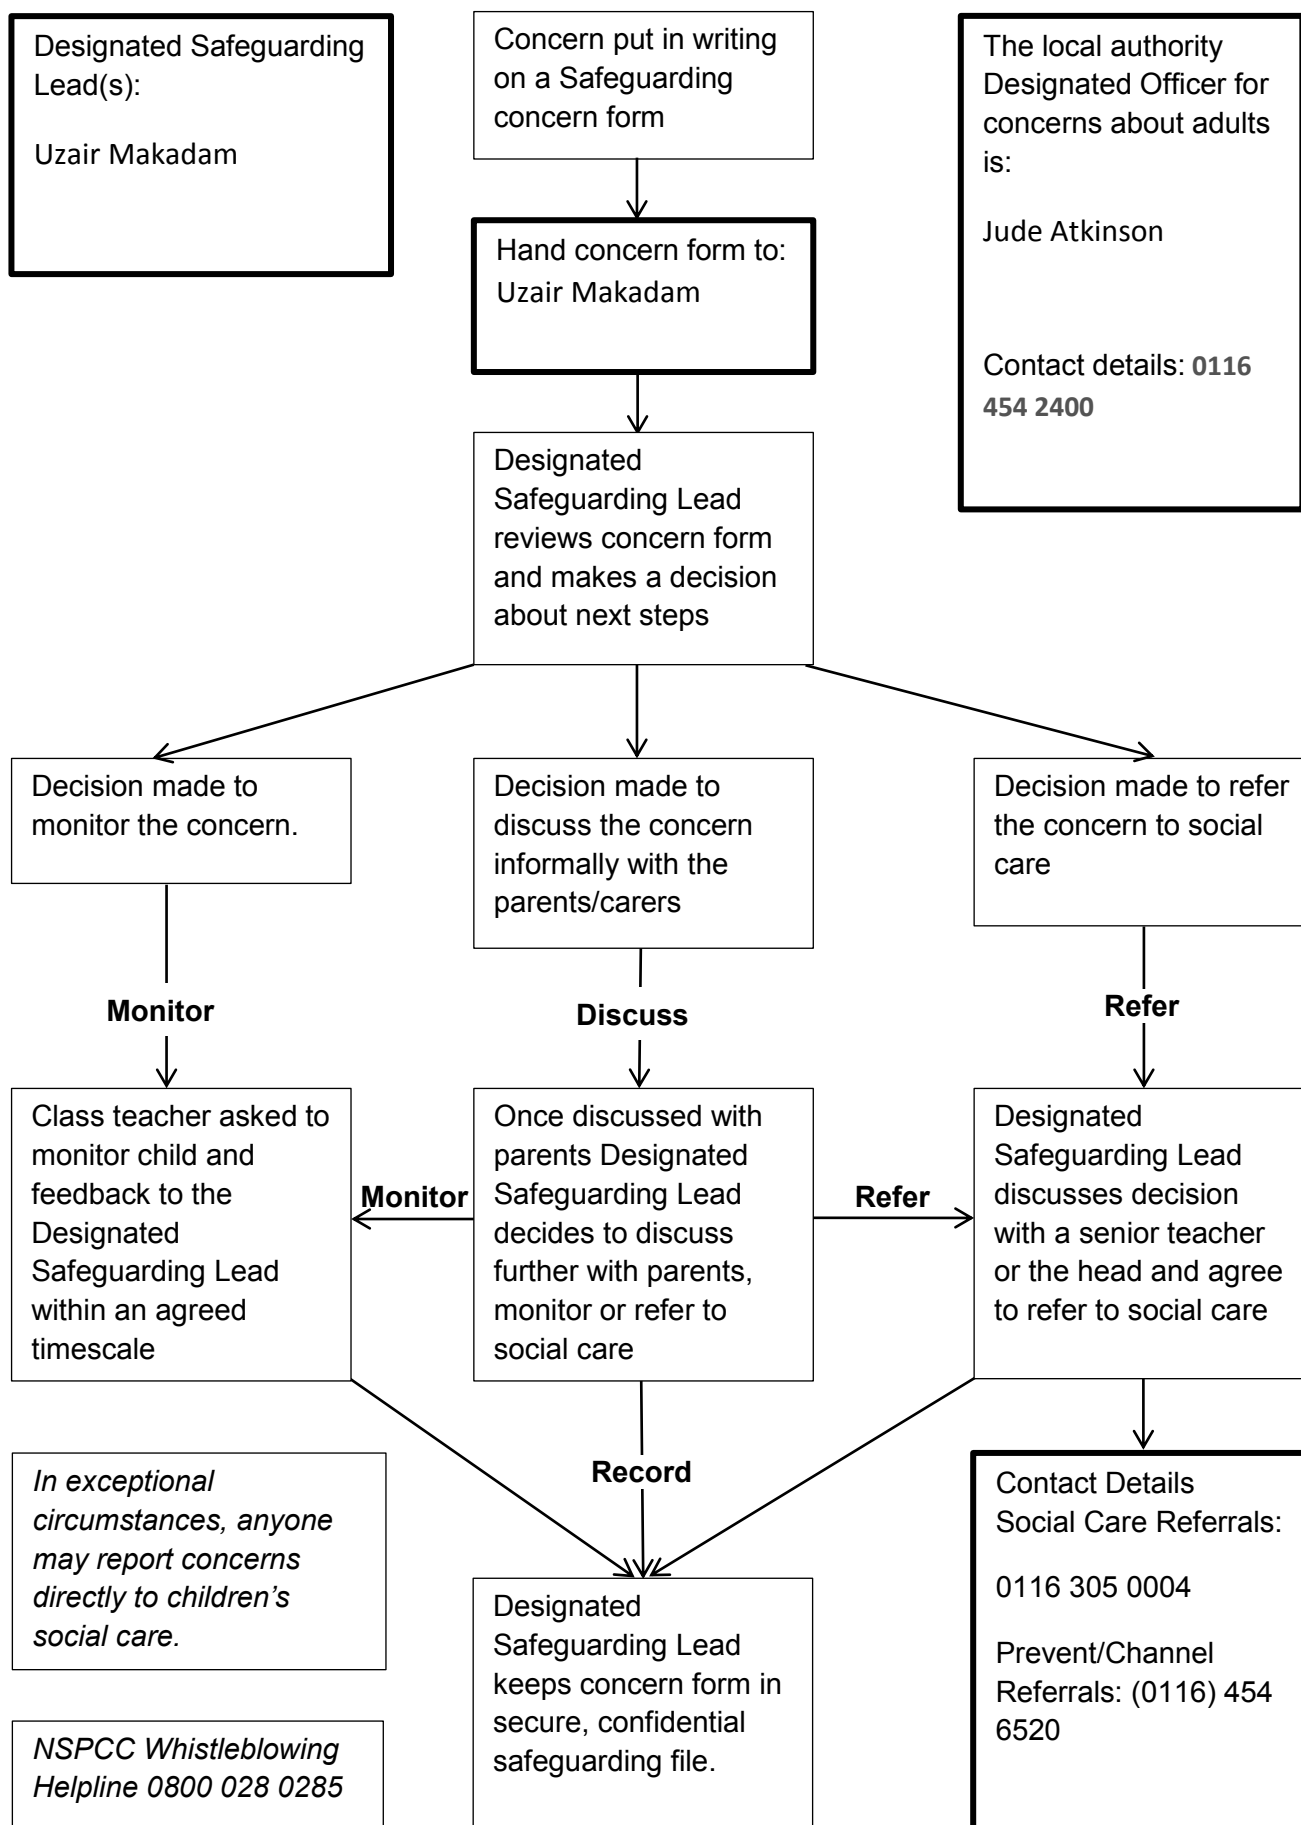 Designated Safeguarding
Lead(s):
Uzair Makadam
Concern put in writing
on a Safeguarding
concern form
The local authority
Designated Officer for
concerns about adults
is:
Jude Atkinson
Contact details: 0116
454 2400
Hand concern form to:
Uzair Makadam
Designated
Safeguarding Lead
reviews concern form
and makes a decision
about next steps
Decision made to
monitor the concern.
Decision made to
discuss the concern
informally with the
parents/carers
Decision made to refer
the concern to social
care
Monitor
Discuss
Refer
Class teacher asked to
monitor child and
feedback to the
Designated
Safeguarding Lead
within an agreed
timescale
Monitor
Once discussed with
parents Designated
Safeguarding Lead
decides to discuss
further with parents,
monitor or refer to
social care
Refer
Designated
Safeguarding Lead
discusses decision
with a senior teacher
or the head and agree
to refer to social care
In exceptional
circumstances, anyone
may report concerns
directly to children’s
social care.
Record
Contact Details
Social Care Referrals:
0116 305 0004
Prevent/Channel
Referrals: (0116) 454
6520
Designated
Safeguarding Lead
keeps concern form in
secure, confidential
safeguarding file.
NSPCC Whistleblowing
Helpline 0800 028 0285